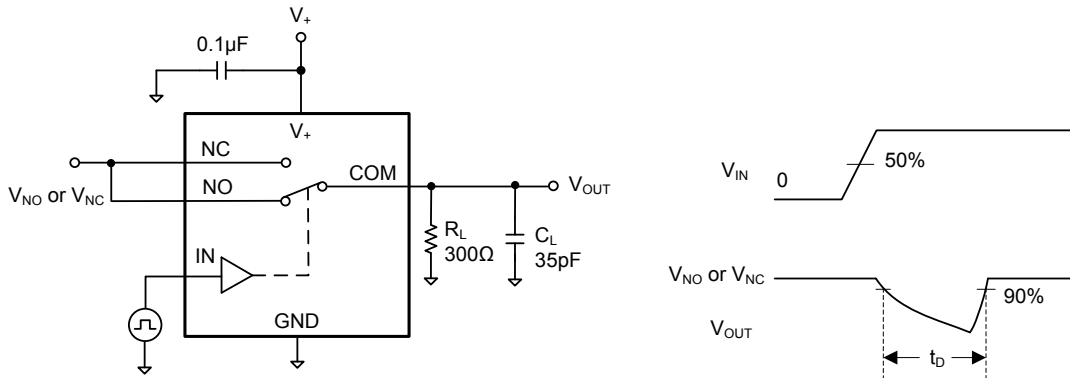 V+
0.1µF
V+
NC
NO
COM
VNO or VNC
VOUT
RL
300Ω
CL
35pF
IN
GND
VIN
0
50%
VNO or VNC
90%
VOUT
tD